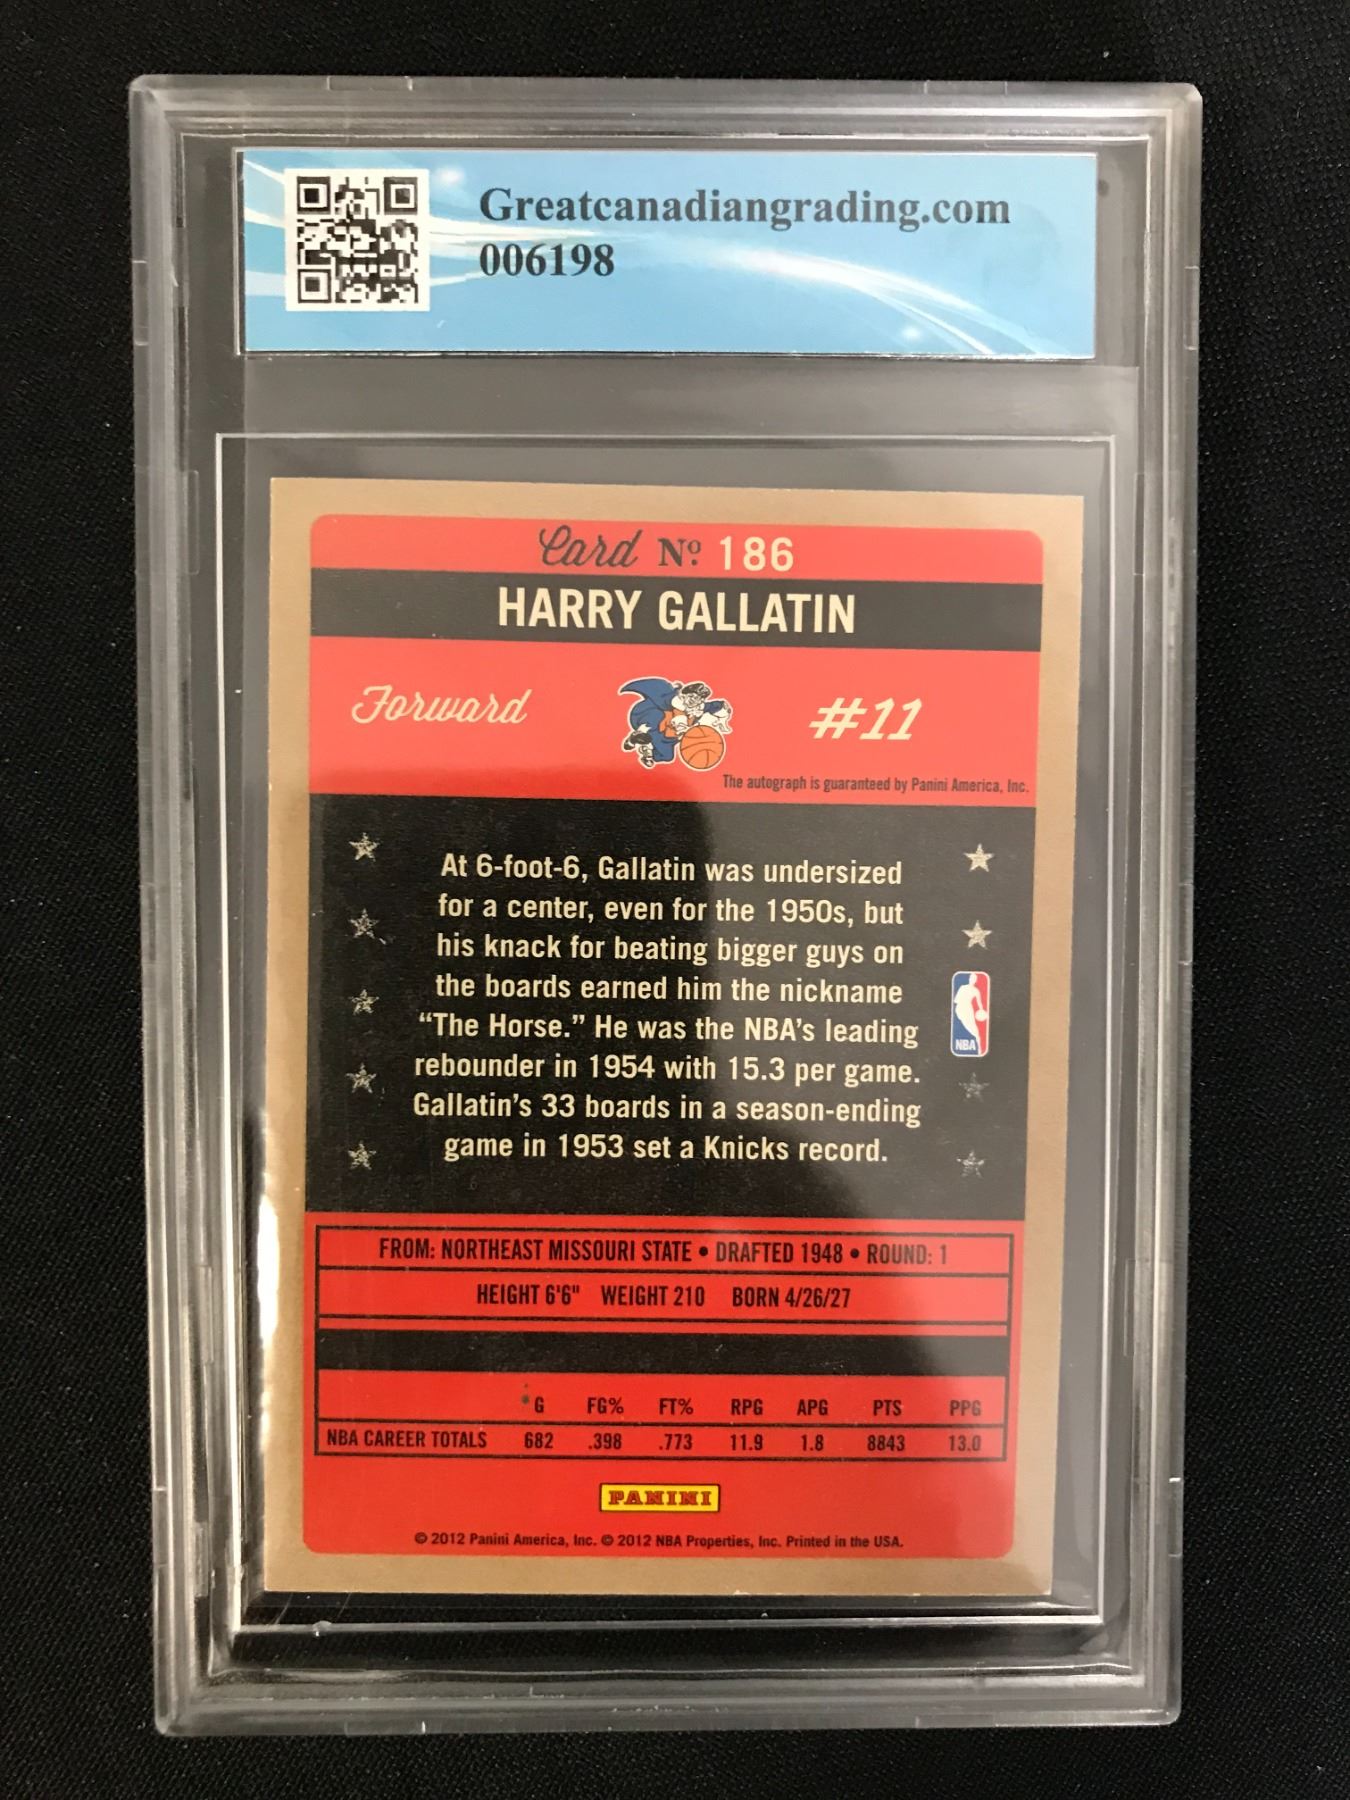 Greatcanadiangrading.com
006198
Card Nº 186
HARRY GALLATIN
Forward #11
The autograph is guaranteed by Panini America, Inc.
At 6-foot-6, Gallatin was undersized
for a center, even for the 1950s, but
his knack for beating bigger guys on
the boards earned him the nickname
“The Horse.” He was the NBA’s leading
rebounder in 1954 with 15.3 per game.
Gallatin’s 33 boards in a season-ending
game in 1953 set a Knicks record.
NBA
FROM: NORTHEAST MISSOURI STATE • DRAFTED 1948 • ROUND: 1
HEIGHT 6'6" WEIGHT 210 BORN 4/26/27
G FG% FT% RPG APG PTS PPG
NBA CAREER TOTALS 682 .398 .773 11.9 1.8 8843 13.0
PANINI
© 2012 Panini America, Inc. © 2012 NBA Properties, Inc. Printed in the USA.